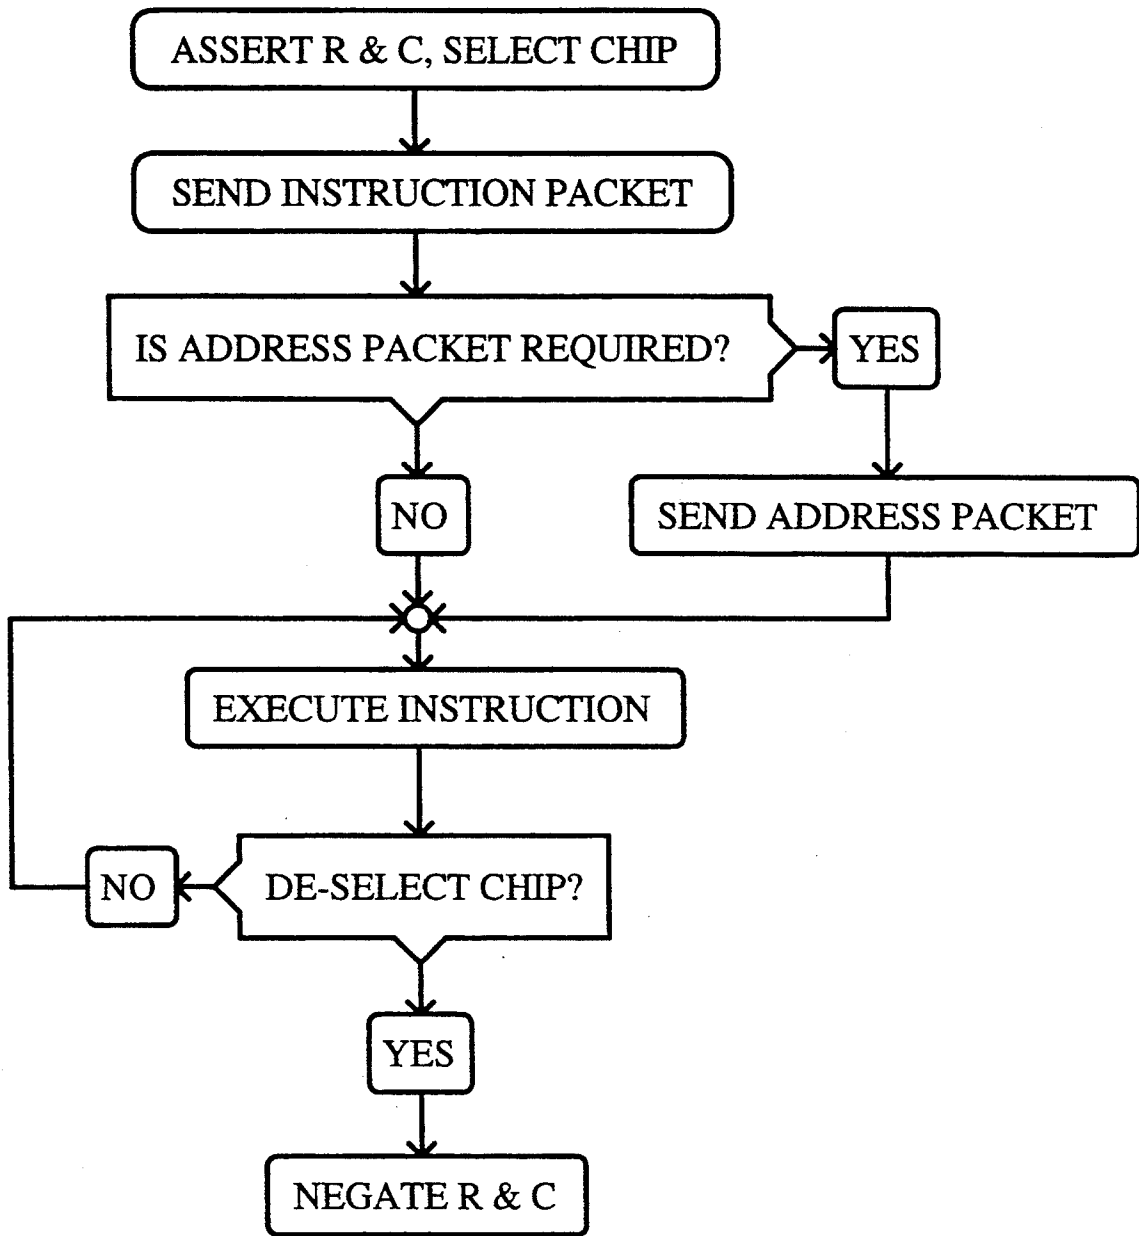 ASSERT R & C, SELECT CHIP
SEND INSTRUCTION PACKET
IS ADDRESS PACKET REQUIRED?
YES
NO
SEND ADDRESS PACKET
EXECUTE INSTRUCTION
NO
DE-SELECT CHIP?
YES
NEGATE R & C